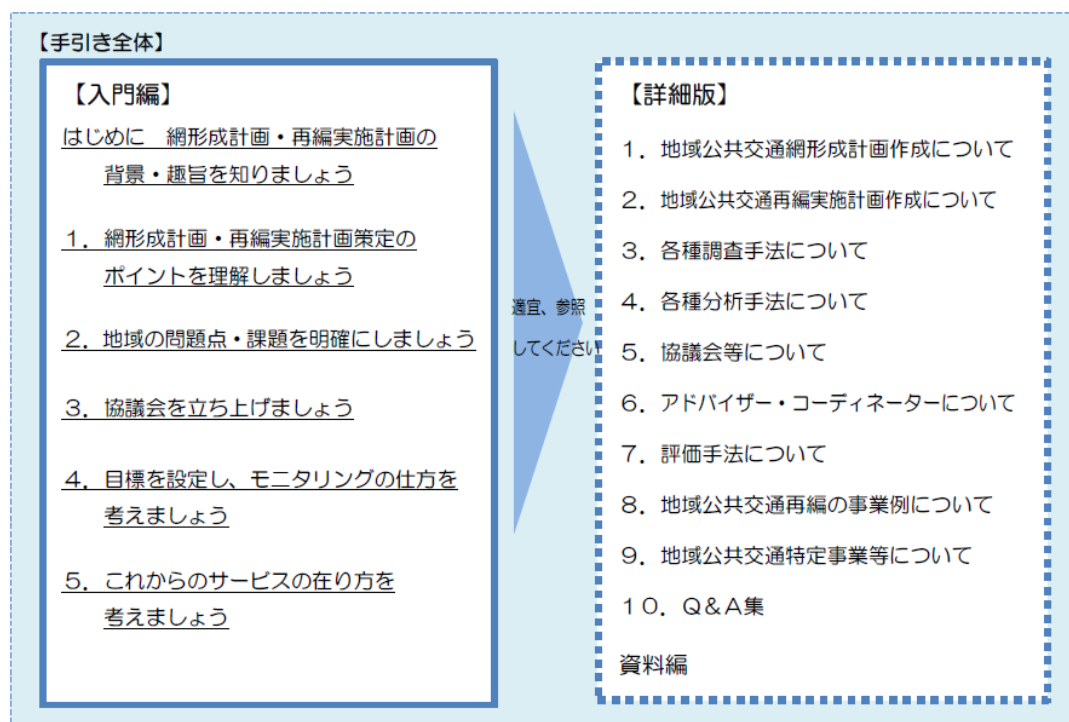 【手引き全体】
【入門編】
はじめに　網形成計画・再編実施計画の
背景・趣旨を知りましょう
１．網形成計画・再編実施計画策定の
ポイントを理解しましょう
２．地域の問題点・課題を明確にしましょう
３．協議会を立ち上げましょう
４．目標を設定し、モニタリングの仕方を
考えましょう
５．これからのサービスの在り方を
考えましょう
適宜、参照
してください
【詳細版】
１．地域公共交通網形成計画作成について
２．地域公共交通再編実施計画作成について
３．各種調査手法について
４．各種分析手法について
５．協議会等について
６．アドバイザー・コーディネーターについて
７．評価手法について
８．地域公共交通再編の事業例について
９．地域公共交通特定事業等について
１０．Ｑ＆Ａ集
資料編